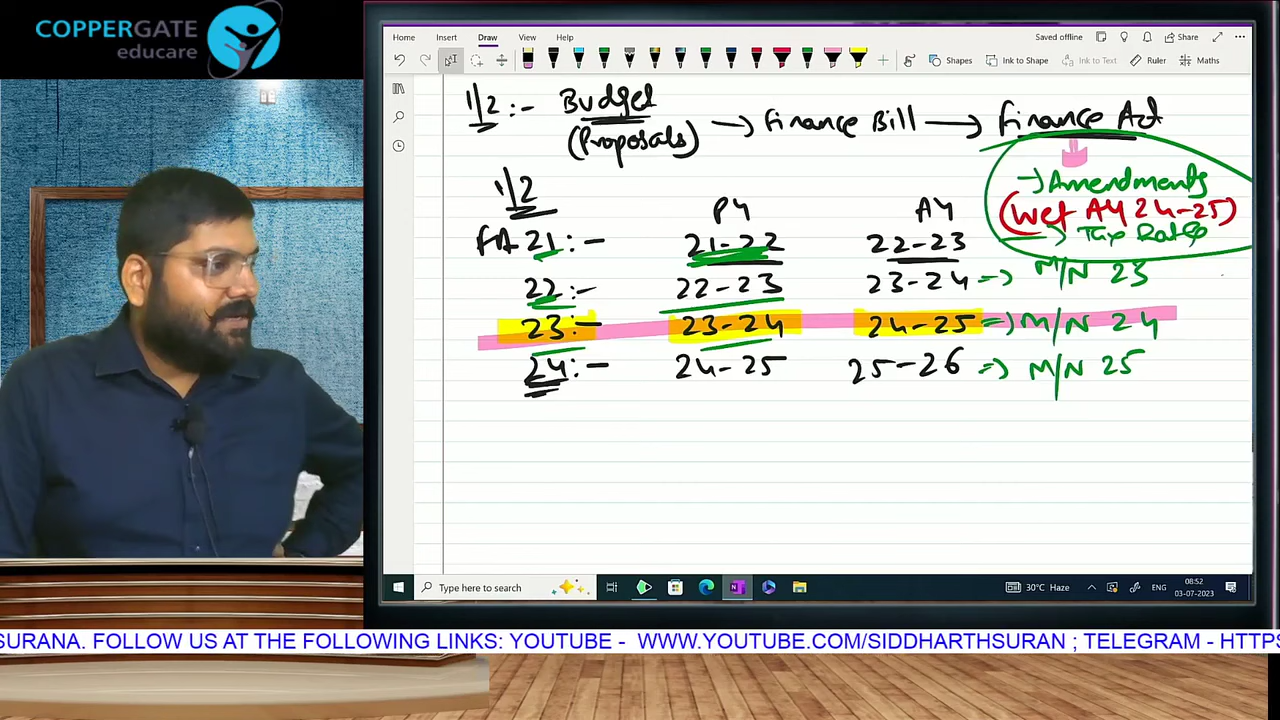 COPPERGATE
educare
Home Insert Draw View Help
Saved offline
Share
Shapes Ink to Shape Ink to Text Ruler Maths
1/2 :- Budget → Finance Bill → Finance Act
(Proposals)
→ Amendments
(wef AY 24-25)
→ Tax Rates
1/2
PY AY
FA 21:- 21-22 22-23
22:- 22-23 23-24 => M/N 23
23:- 23-24 24-25 => M/N 24
24:- 24-25 25-26 => M/N 25
Type here to search
30°C Haze
ENG
08:52
03-07-2023
SURANA. FOLLOW US AT THE FOLLOWING LINKS: YOUTUBE - WWW.YOUTUBE.COM/SIDDHARTHSURAN ; TELEGRAM - HTTPS